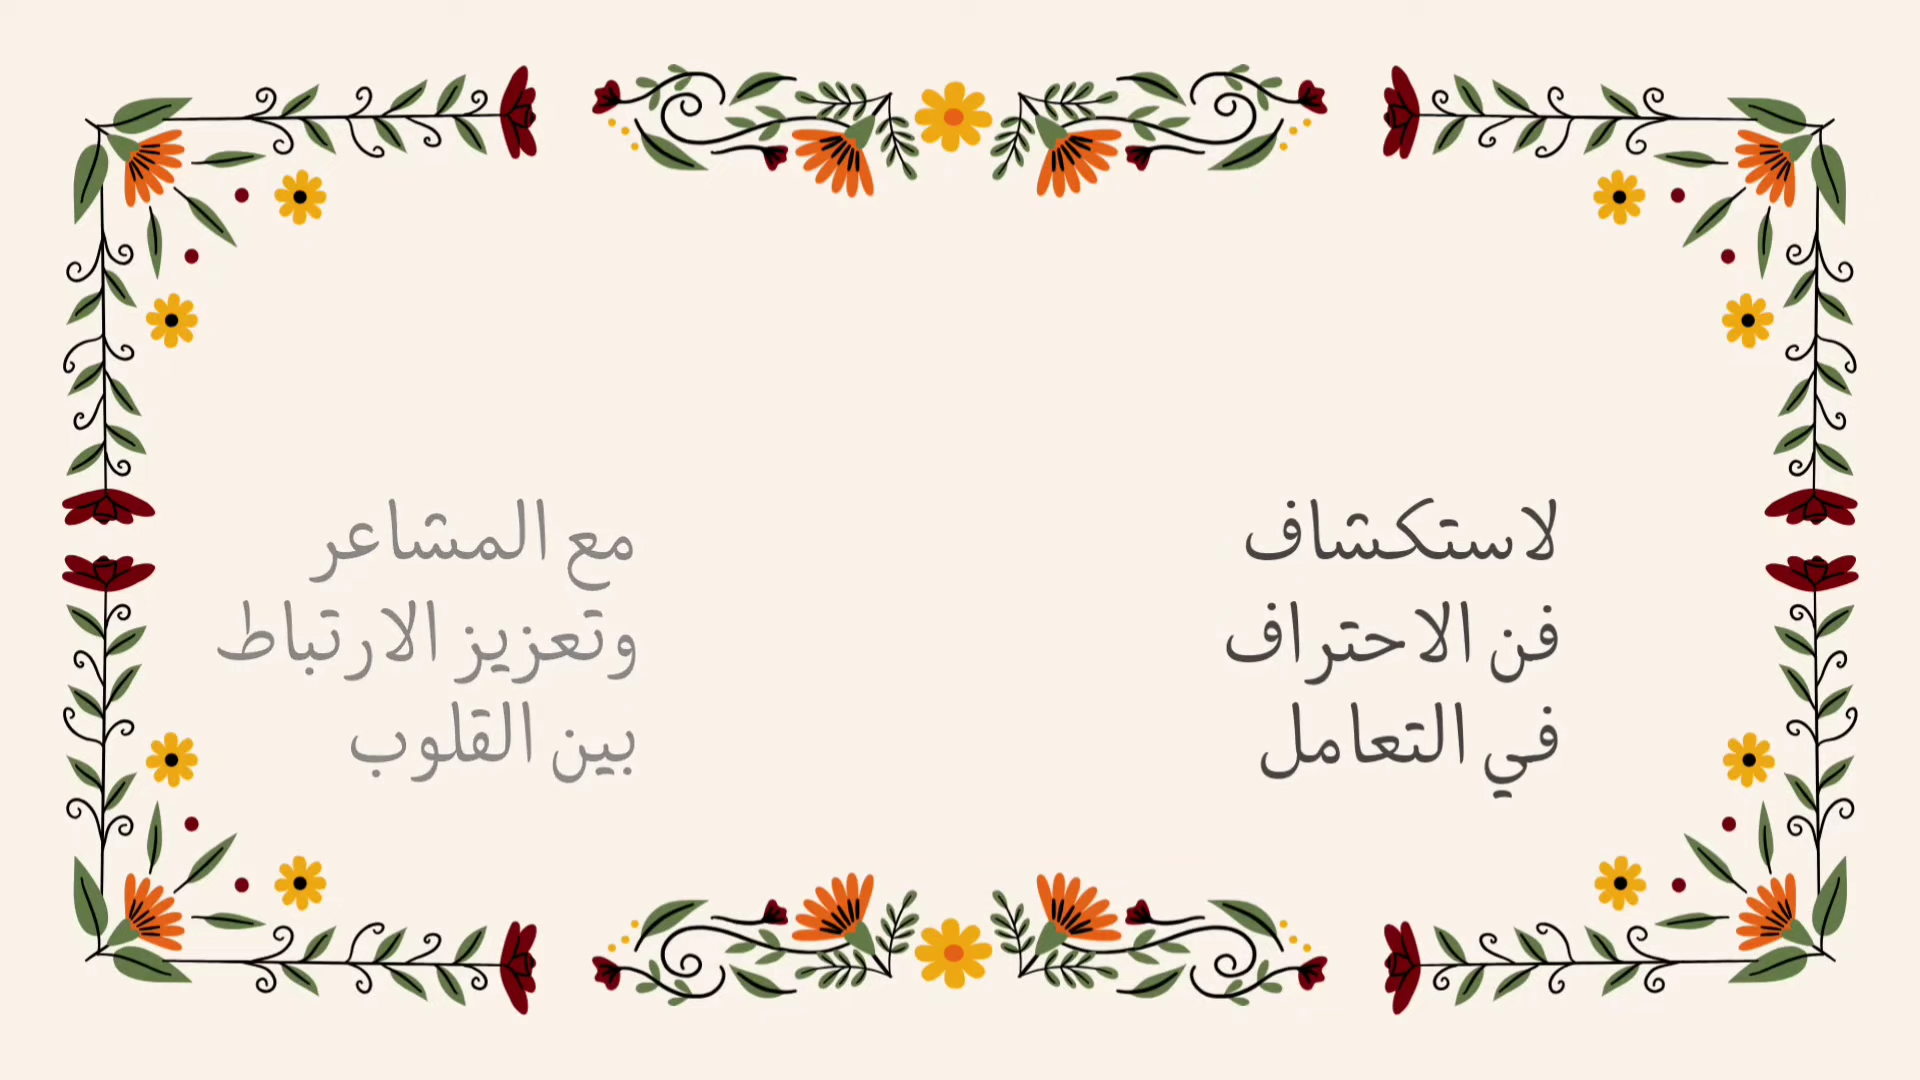 لاستكشاف
فن الاحتراف
في التعامل
مع المشاعر
وتعزيز الارتباط
بين القلوب